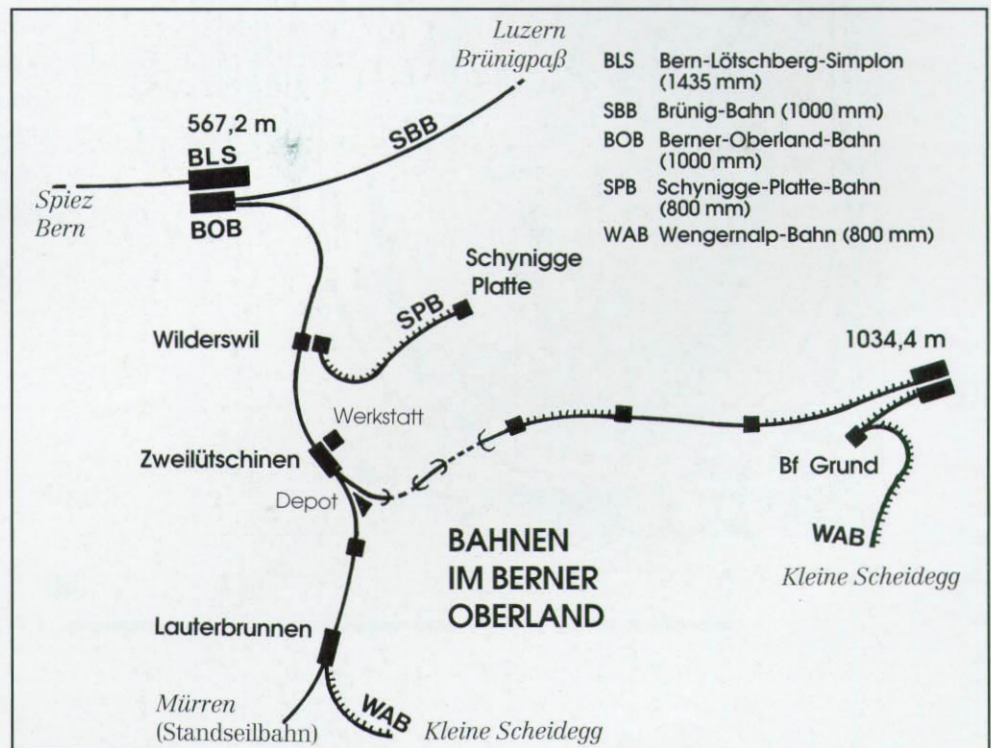 Luzern
Brünigpaß
BLS Bern-Lötschberg-Simplon
(1435 mm)
SBB Brünig-Bahn (1000 mm)
BOB Berner-Oberland-Bahn
(1000 mm)
SPB Schynigge-Platte-Bahn
(800 mm)
WAB Wengernalp-Bahn (800 mm)
567,2 m
BLS
SBB
Spiez
Bern
BOB
Schynigge
Platte
SPB
Wilderswil
1034,4 m
Werkstatt
Zweilütschinen
Bf Grund
Depot
WAB
BAHNEN
IM BERNER
OBERLAND
Kleine Scheidegg
Lauterbrunnen
Mürren
(Standseilbahn)
WAB
Kleine Scheidegg